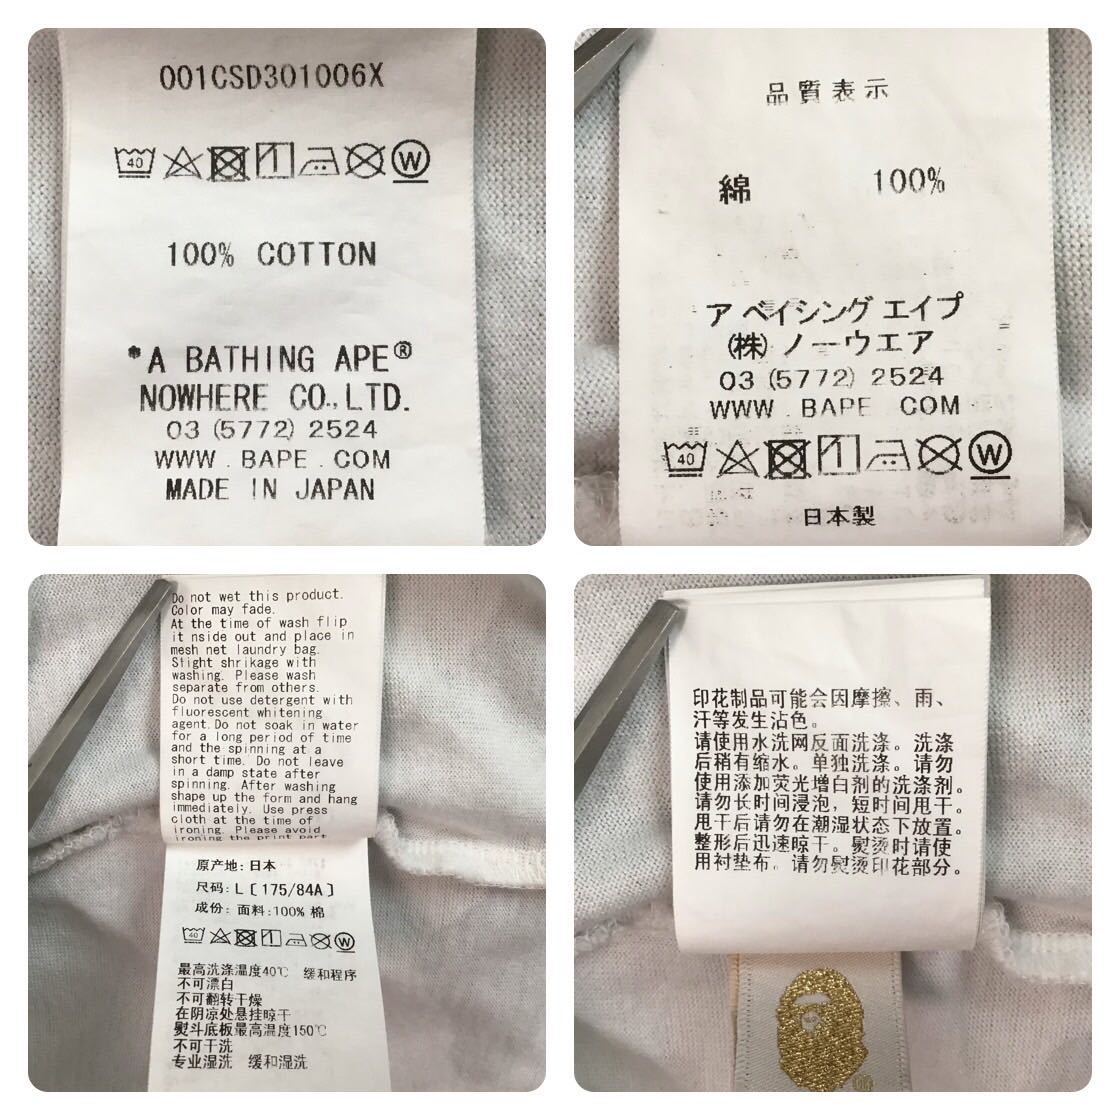 001CSD301006X
40 W
100% COTTON
*A BATHING APE®
NOWHERE CO.,LTD.
03 (5772) 2524
WWW . BAPE . COM
MADE IN JAPAN
品質表示
綿 100%
ア ベイシング エイプ
(株) ノーウエア
03 (5772) 2524
WWW . BAPE . COM
40 W
日本製
Do not wet this product.
Color may fade.
At the time of wash flip
it nside out and place in
mesh net laundry bag.
Slight shrikage with
washing. Please wash
separate from others.
Do not use detergent with
fluorescent whitening
agent.Do not soak in water
for a long period of time
and the spinning at a
short time. Do not leave
in a damp state after
spinning. After washing
shape up the form and hang
immediately. Use press
cloth at the time of
ironing. Please avoid
ironing the print part
原产地: 日本
尺码: L [175/84A]
成份: 面料:100% 棉
40 W
最高洗涤温度40℃ 缓和程序
不可漂白
不可翻转干燥
在阴凉处悬挂晾干
熨斗底板最高温度150℃
不可干洗
专业湿洗 缓和湿洗
印花制品可能会因摩擦、雨、
汗等发生沾色。
请使用水洗网反面洗涤。洗涤
后稍有缩水。单独洗涤。请勿
使用添加荧光增白剂的洗涤剂。
请勿长时间浸泡，短时间甩干。
甩干后请勿在潮湿状态下放置。
整形后迅速晾干。熨烫时请使
用衬垫布。请勿熨烫印花部分。